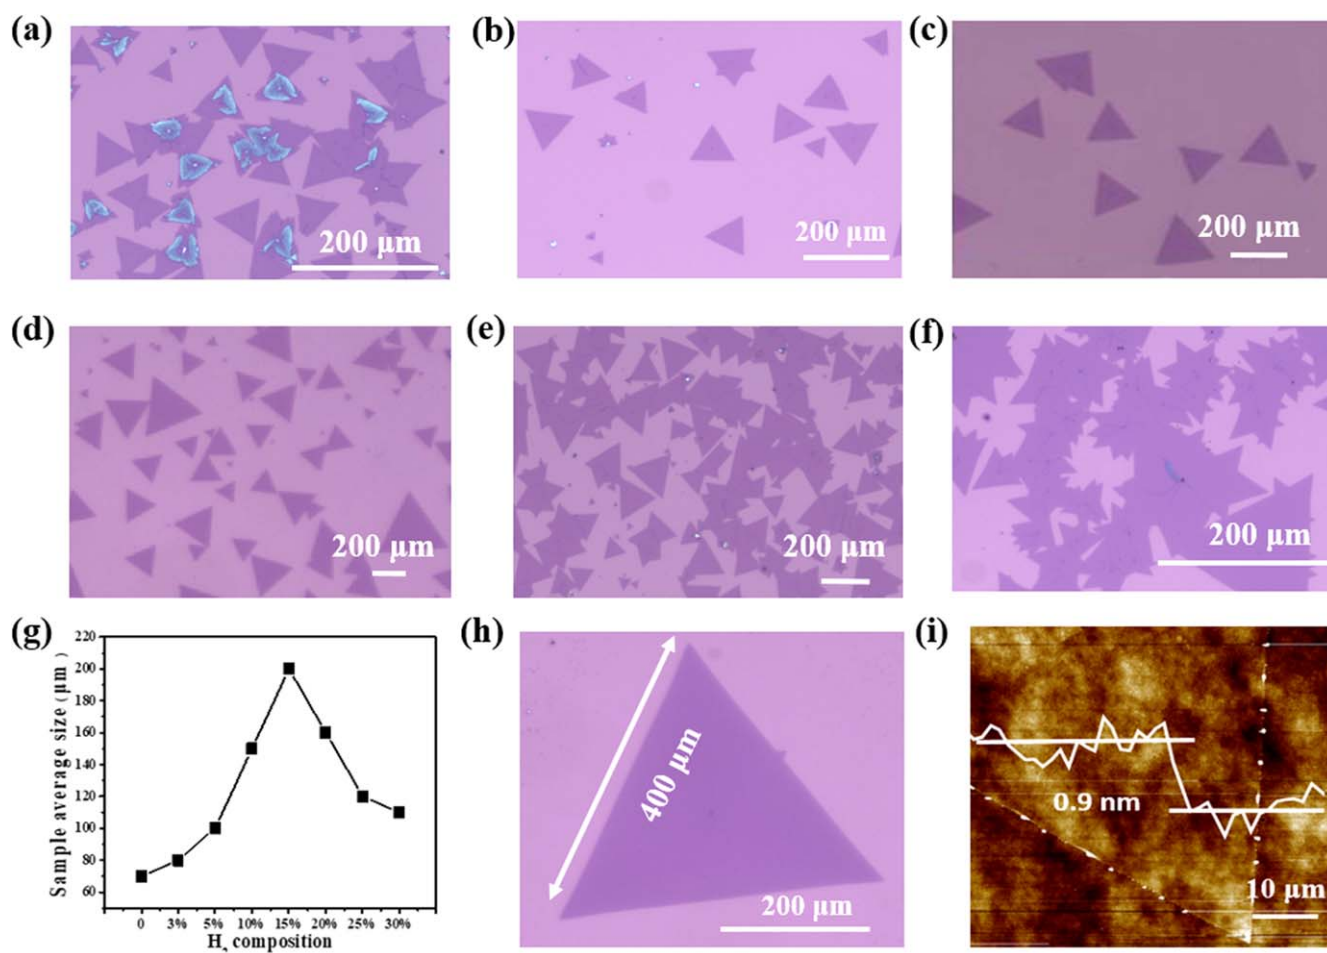 (a)
(b)
(c)
200 µm
200 µm
200 µm
(d)
(e)
(f)
200 µm
200 µm
200 µm
(g)
(h)
(i)
Sample average size (µm)
220
200
180
160
140
120
100
80
60
0 3% 5% 10% 15% 20% 25% 30%
H₂ composition
400 µm
200 µm
0.9 nm
10 µm